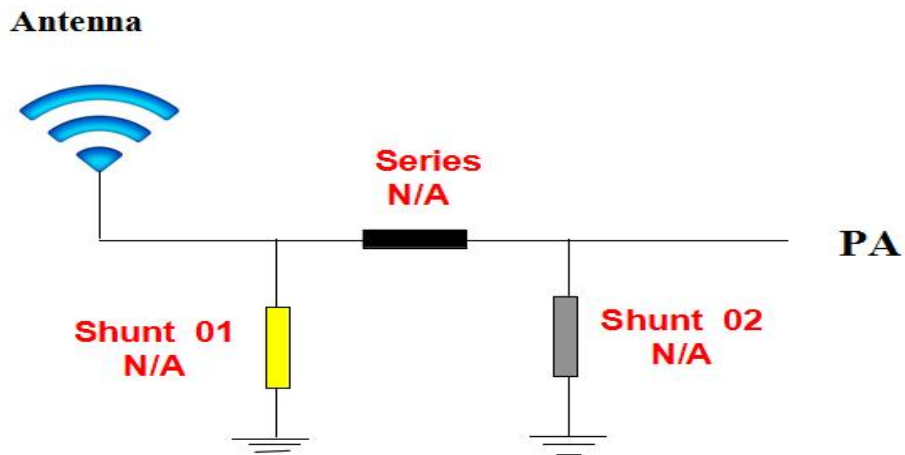 Antenna
Series
N/A
PA
Shunt 01
N/A
Shunt 02
N/A